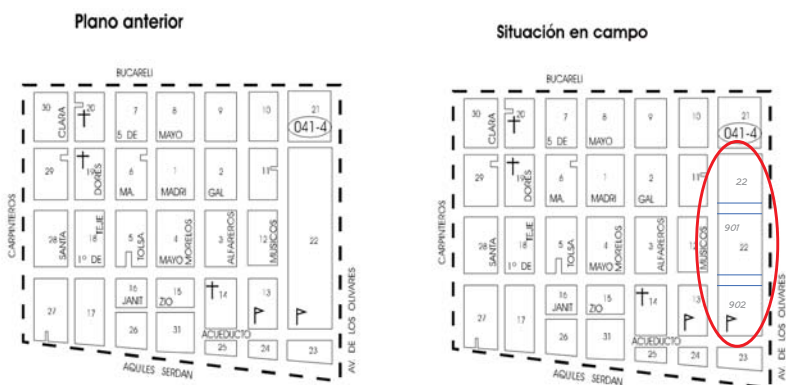 Plano anterior
BUCARELI
30
CLARA
20
7
8
9
10
21
041-4
5 DE
MAYO
29
19
DORES
6
1
2
11
MA.
MADRI
GAL
CARPINTEROS
28
SANTA
18
TEJE
1º DE
5
TOLSA
4
MAYO
MORELOS
3
ALFAREROS
12
MUSICOS
22
27
17
16
JANIT
15
ZIO
14
13
26
31
ACUEDUCTO
25
24
23
AQUILES SERDAN
AV. DE LOS OLIVARES
Situación en campo
BUCARELI
30
CLARA
20
7
8
9
10
21
041-4
5 DE
MAYO
29
19
DORES
6
1
2
11
22
MA.
MADRI
GAL
CARPINTEROS
28
SANTA
18
TEJE
1º DE
5
TOLSA
4
MAYO
MORELOS
3
ALFAREROS
12
MUSICOS
901
22
27
17
16
JANIT
15
ZIO
14
13
902
26
31
ACUEDUCTO
25
24
23
AQUILES SERDAN
AV. DE LOS OLIVARES